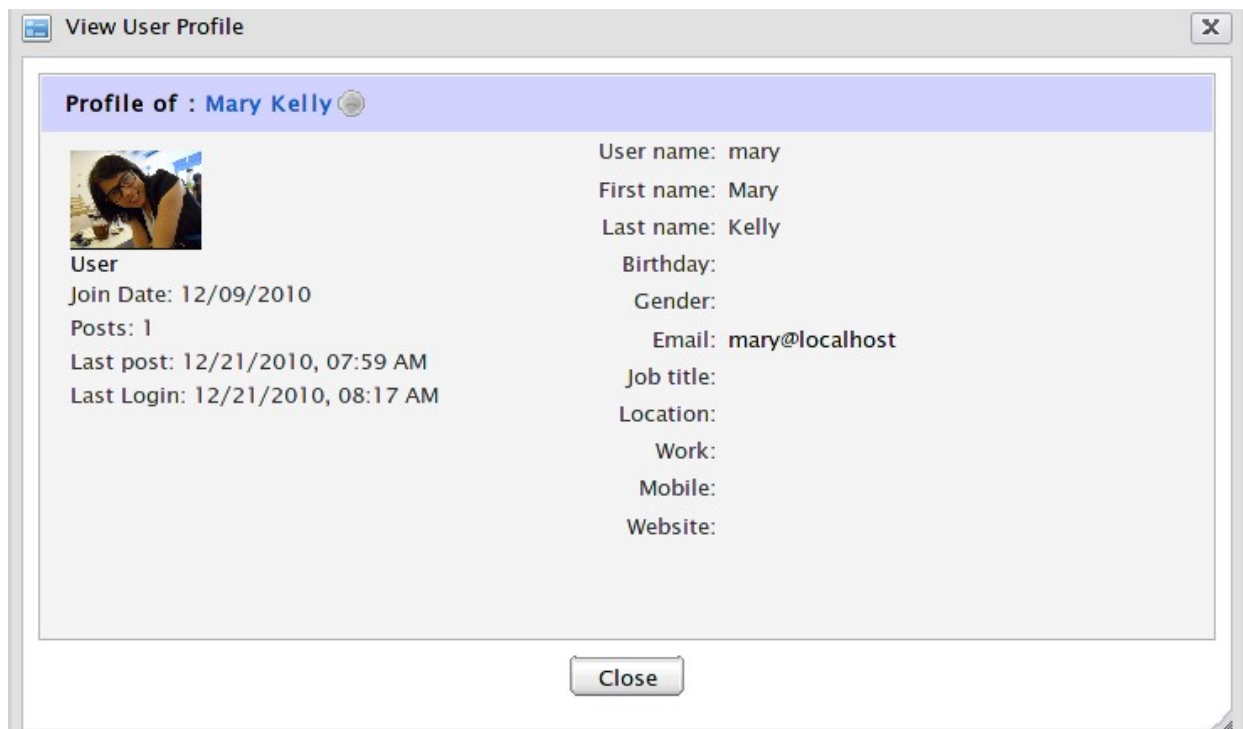 View User Profile
Profile of : Mary Kelly
User
Join Date: 12/09/2010
Posts: 1
Last post: 12/21/2010, 07:59 AM
Last Login: 12/21/2010, 08:17 AM
User name: mary
First name: Mary
Last name: Kelly
Birthday:
Gender:
Email: mary@localhost
Job title:
Location:
Work:
Mobile:
Website:
Close